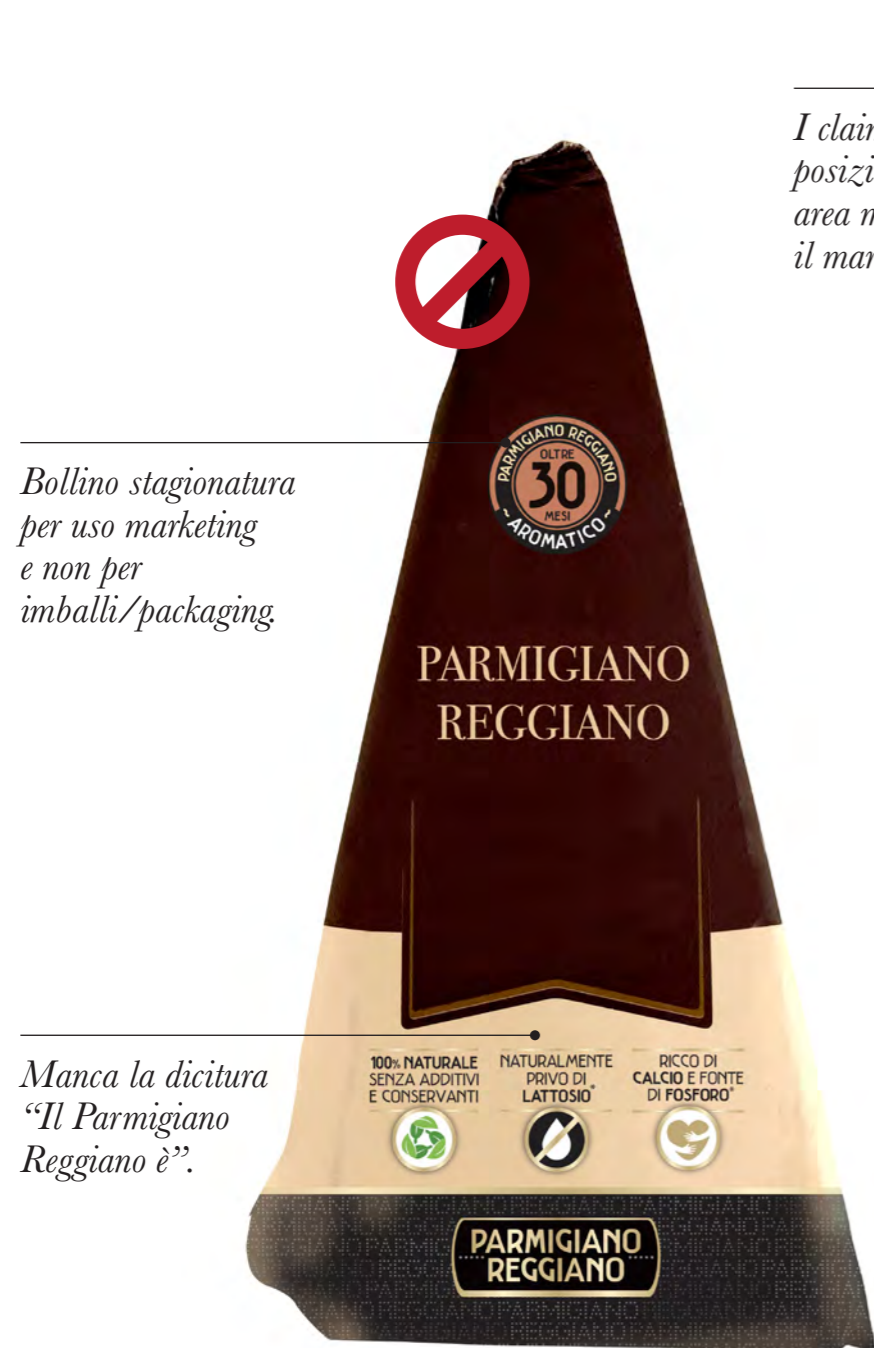 I clai
posizi
area
il mar
Bollino stagionatura
per uso marketing
e non per
imballi/packaging.
PARMIGIANO REGGIANO
OLTRE
30
MESI
~AROMATICO~
PARMIGIANO
REGGIANO
Manca la dicitura
“Il Parmigiano
Reggiano è”.
100% NATURALE
SENZA ADDITIVI
E CONSERVANTI
NATURALMENTE
PRIVO DI
LATTOSIO*
RICCO DI
CALCIO E FONTE
DI FOSFORO*
PARMIGIANO
REGGIANO